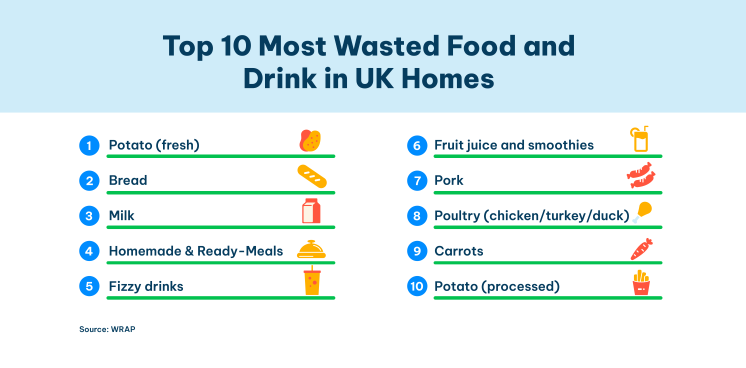 Top 10 Most Wasted Food and
Drink in UK Homes
1 Potato (fresh)
2 Bread
3 Milk
4 Homemade & Ready-Meals
5 Fizzy drinks
6 Fruit juice and smoothies
7 Pork
8 Poultry (chicken/turkey/duck)
9 Carrots
10 Potato (processed)
Source: WRAP